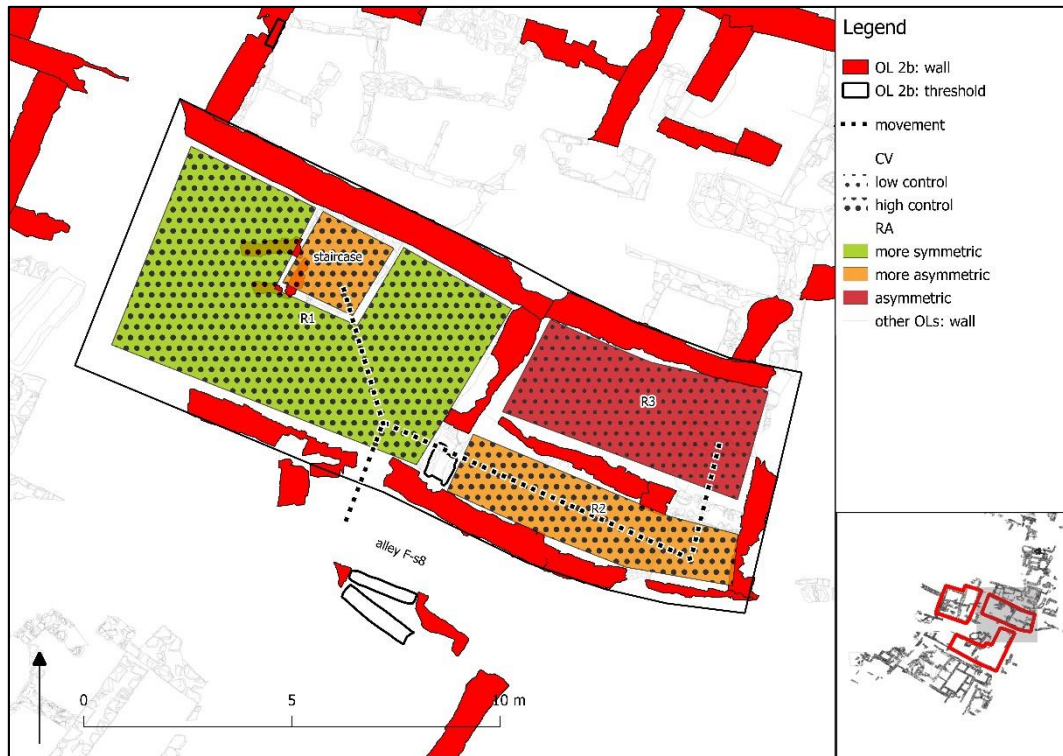 staircase
R1
R3
R2
alley F-s8
0
5
10 m
Legend
OL 2b: wall
OL 2b: threshold
movement
CV
low control
high control
RA
more symmetric
more asymmetric
asymmetric
other OLs: wall